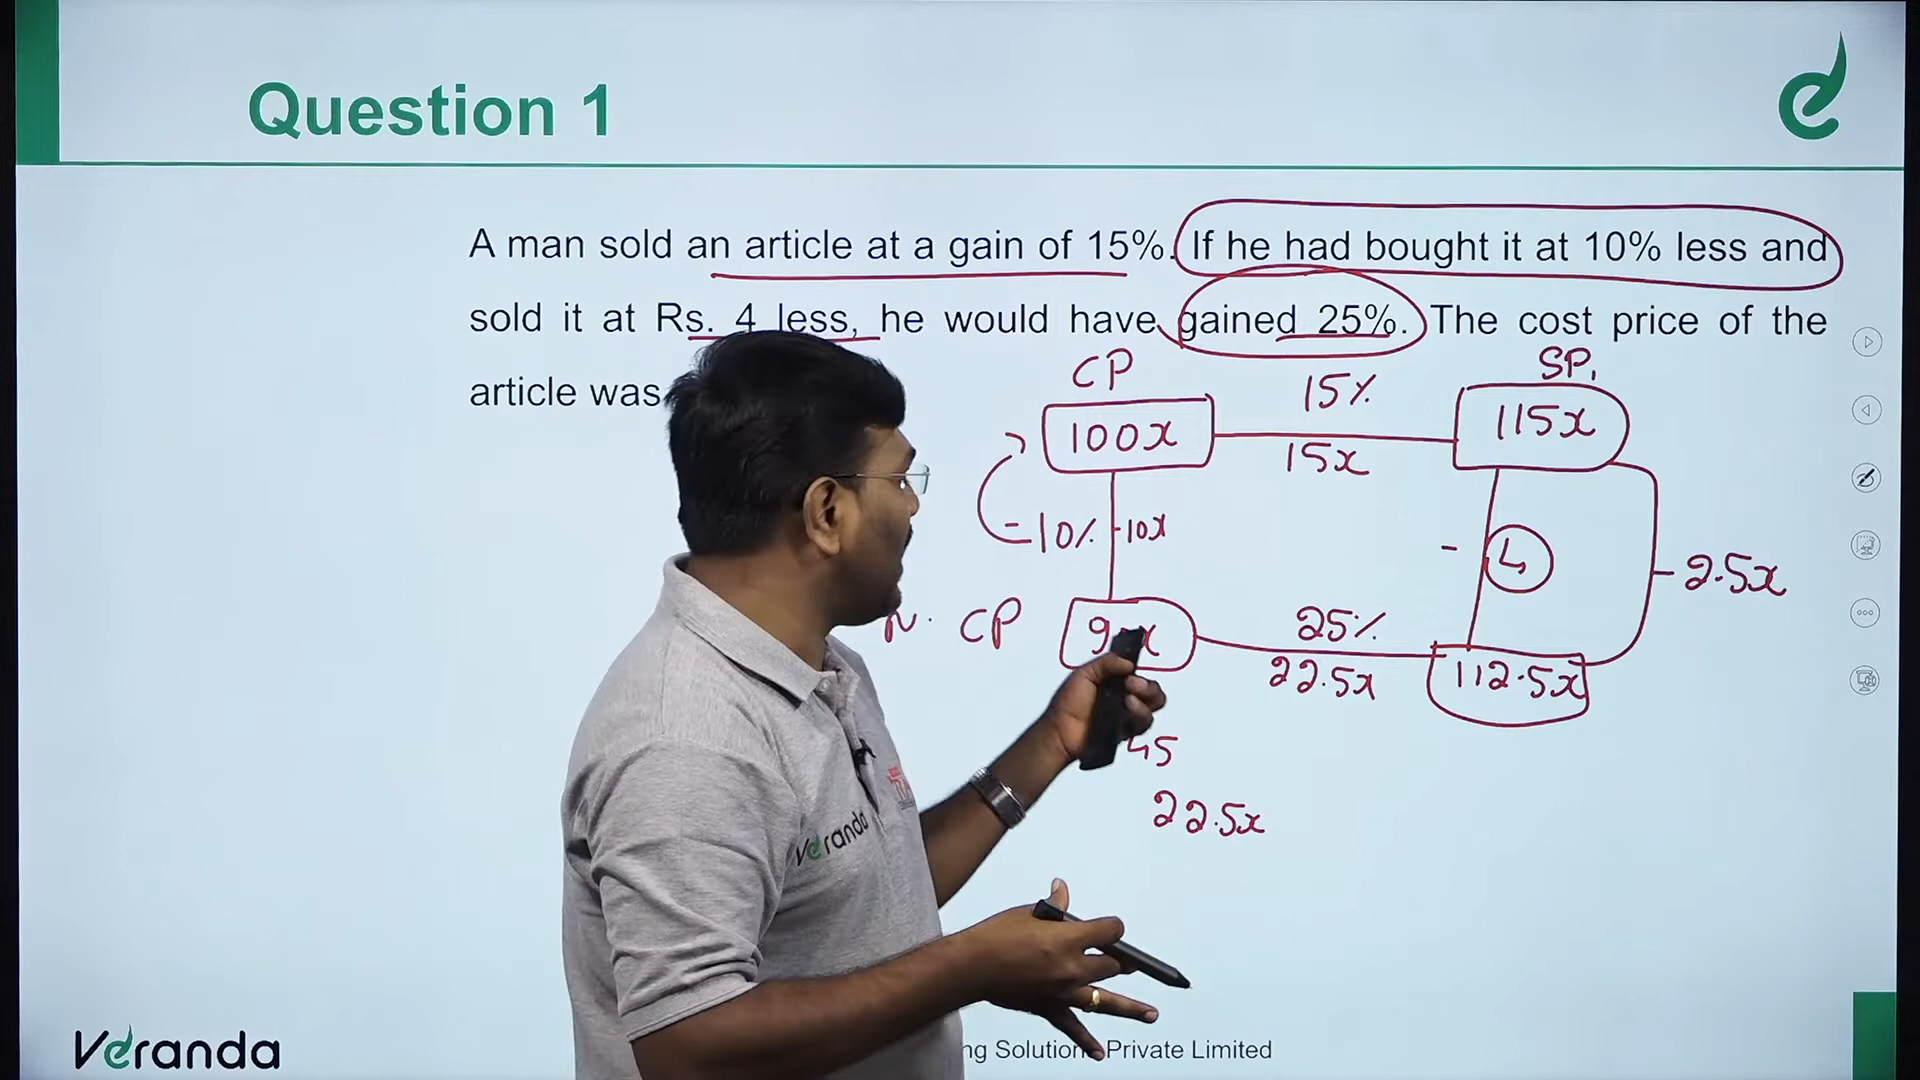 Question 1
A man sold an article at a gain of 15%. If he had bought it at 10% less and
sold it at Rs. 4 less, he would have gained 25%. The cost price of the
article was
CP
15%
SP1
100x
15x
115x
-10%
-10x
- 4
-2.5x
N. CP
25%
22.5x
112.5x
45
22.5x
Veranda
Veranda
Private Limited